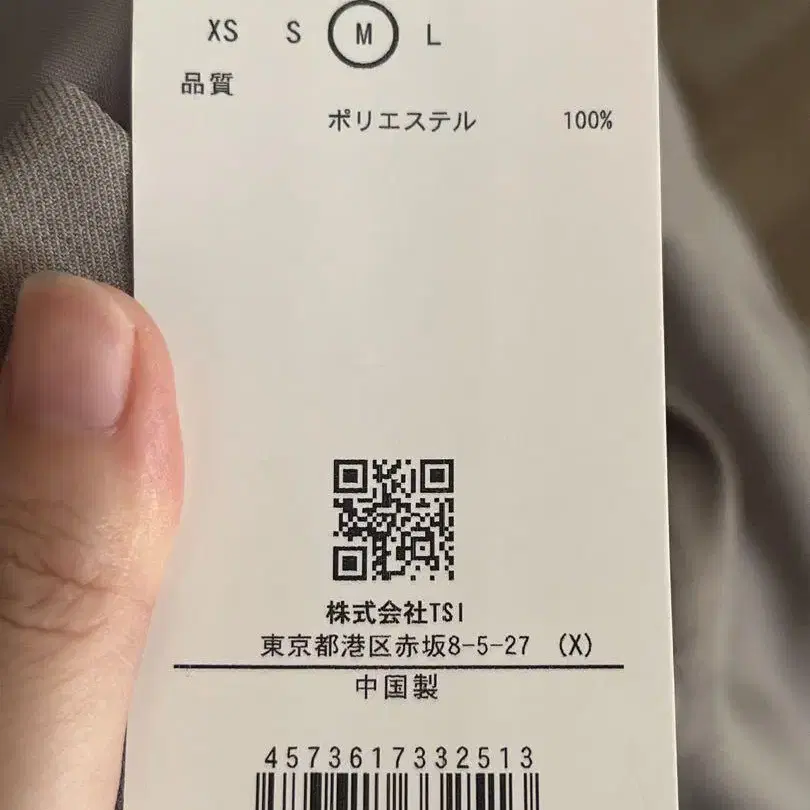 XS S M L
品質
ポリエステル 100%
株式会社TSI
東京都港区赤坂8-5-27 (X)
中国製
4573617332513